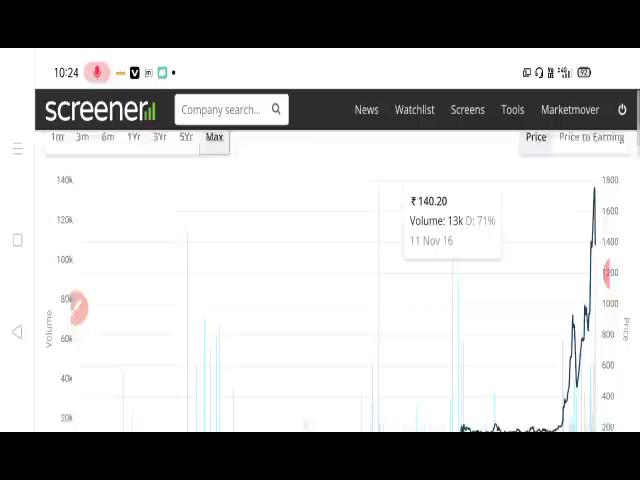 10:24
92
screener
Company search...
News Watchlist Screens Tools Marketmover
1m 3m 6m 1Yr 3Yr 5Yr Max
Price Price to Earning
140k 1800
₹ 140.20
1600
120k
Volume: 13k D: 71%
11 Nov 16
1400
100k
1200
80k
1000
Volume
Price
60k 800
600
40k
400
20k
200